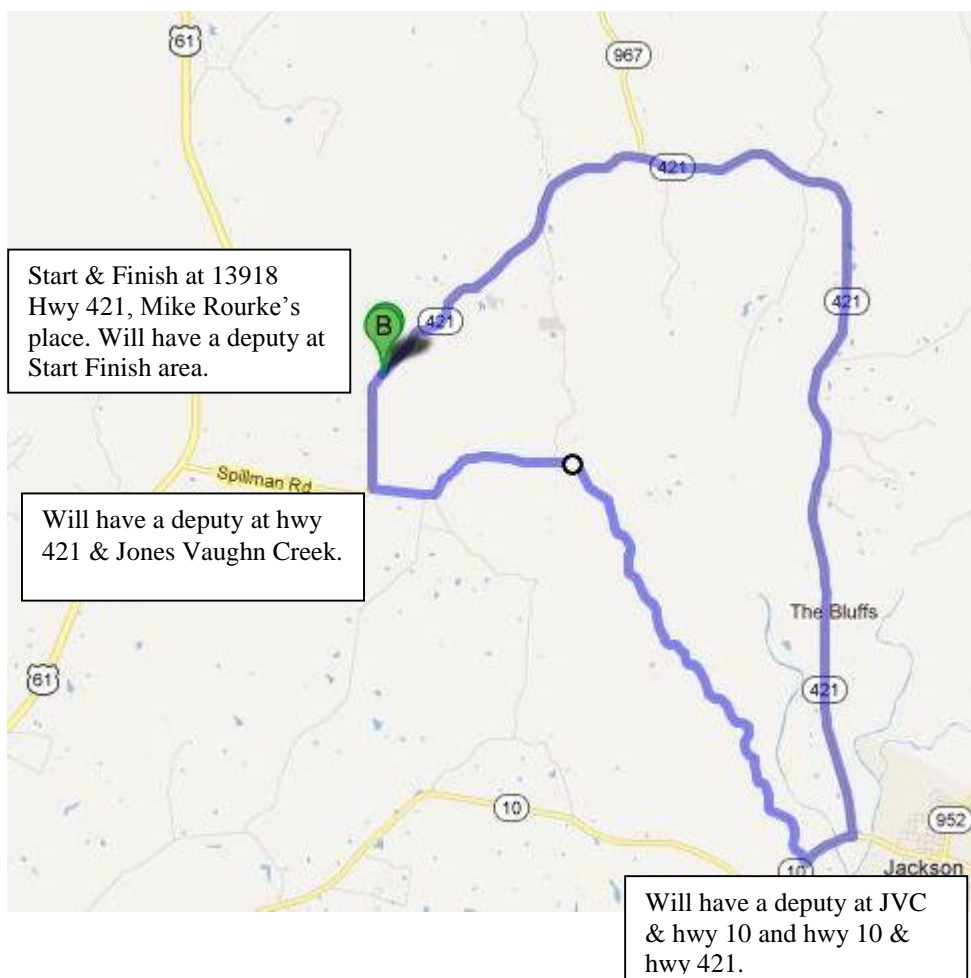 61
967
421
Start & Finish at 13918
Hwy 421, Mike Rourke’s
place. Will have a deputy at
Start Finish area.
B
421
421
Spillman Rd
Will have a deputy at hwy
421 & Jones Vaughn Creek.
The Bluffs
61
421
10
952
Jackson
10
Will have a deputy at JVC
& hwy 10 and hwy 10 &
hwy 421.